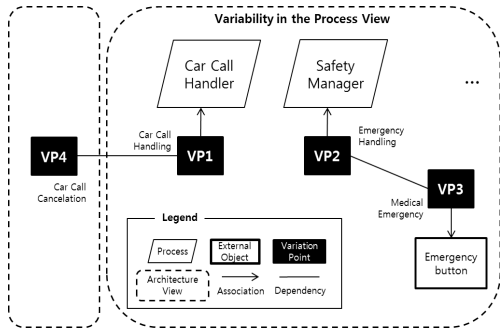 Variability in the Process View
Car Call
Handler
Safety
Manager
...
Car Call
Handling
Emergency
Handling
VP4
VP1
VP2
VP3
Car Call
Cancelation
Medical
Emergency
Legend
Process
External
Object
Variation
Point
Architecture
View
Association
Dependency
Emergency
button